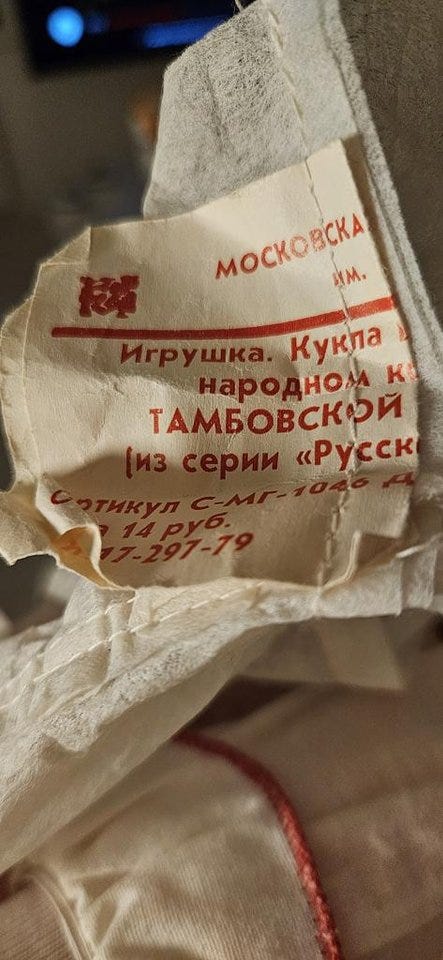 МОСКОВСКА
им.
Игрушка. Кукла
народном к
ТАМБОВСКОЙ
(из серии «Русск
ртикул С-МГ-1046 Д
14 руб.
17-297-79